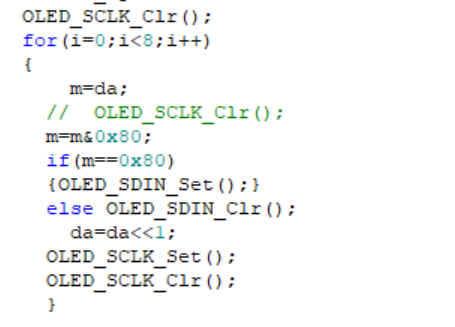 OLED_SCLK_Clr();
for(i=0;i<8;i++)
{
m=da;
//  OLED_SCLK_Clr();
m=m&0x80;
if(m==0x80)
{OLED_SDIN_Set();}
else OLED_SDIN_Clr();
da=da<<1;
OLED_SCLK_Set();
OLED_SCLK_Clr();
}